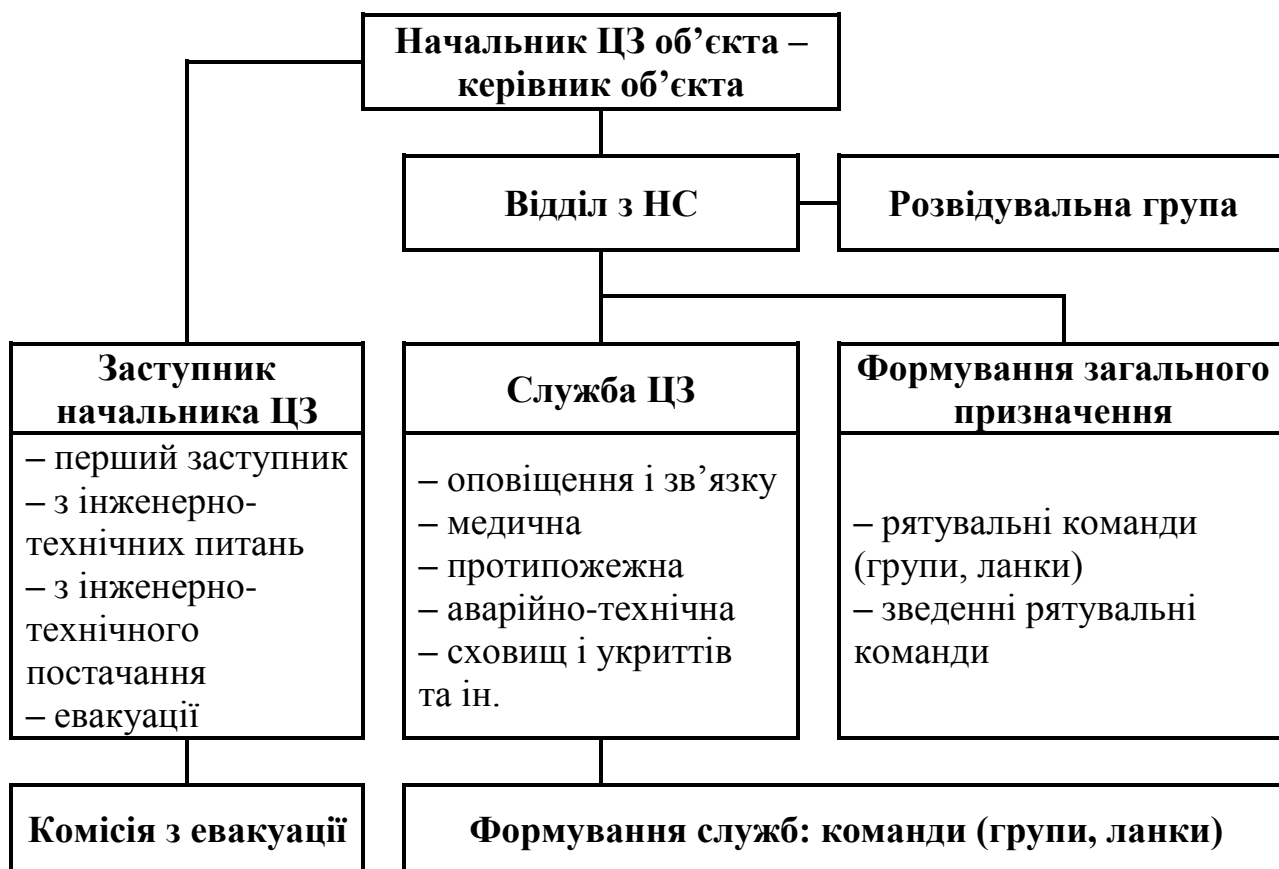 Начальник ЦЗ об’єкта –
керівник об’єкта
Відділ з НС
Розвідувальна група
Заступник
начальника ЦЗ
– перший заступник
– з інженерно-
технічних питань
– з інженерно-
технічного
постачання
– евакуації
Служба ЦЗ
– оповіщення і зв’язку
– медична
– протипожежна
– аварійно-технічна
– сховищ і укриттів
та ін.
Формування загального
призначення
– рятувальні команди
(групи, ланки)
– зведенні рятувальні
команди
Комісія з евакуації
Формування служб: команди (групи, ланки)